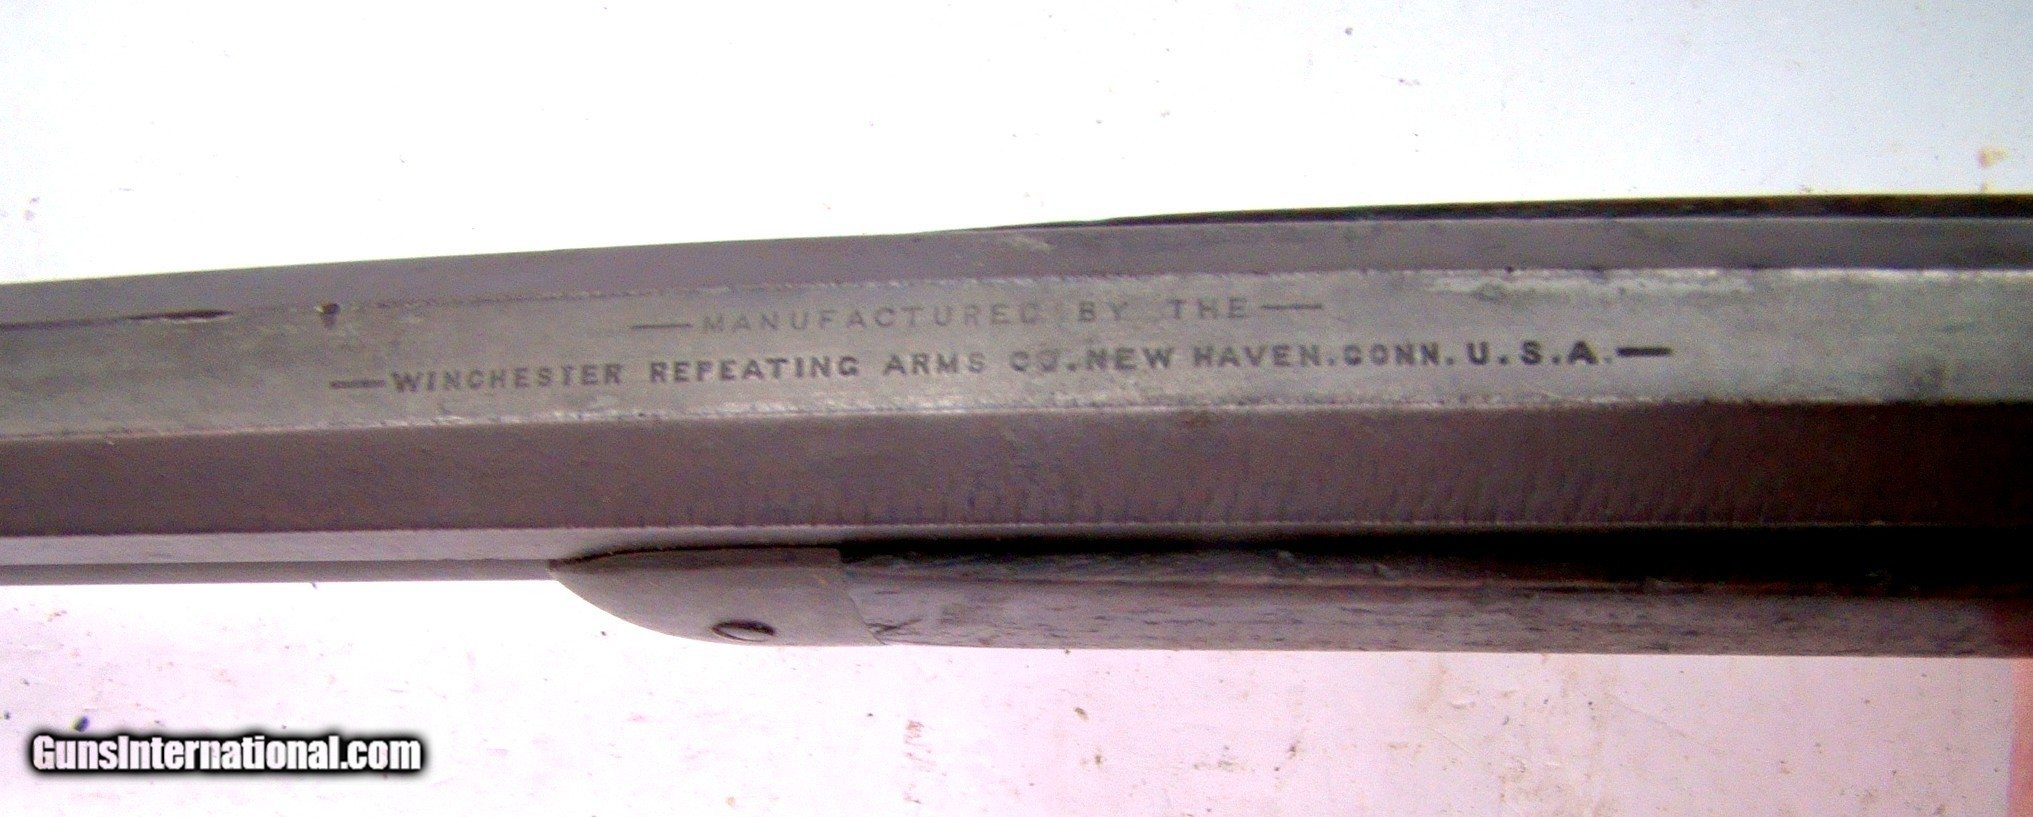 — MANUFACTURED BY THE —
— WINCHESTER REPEATING ARMS CO. NEW HAVEN. CONN. U.S.A. —
GunsInternational.com